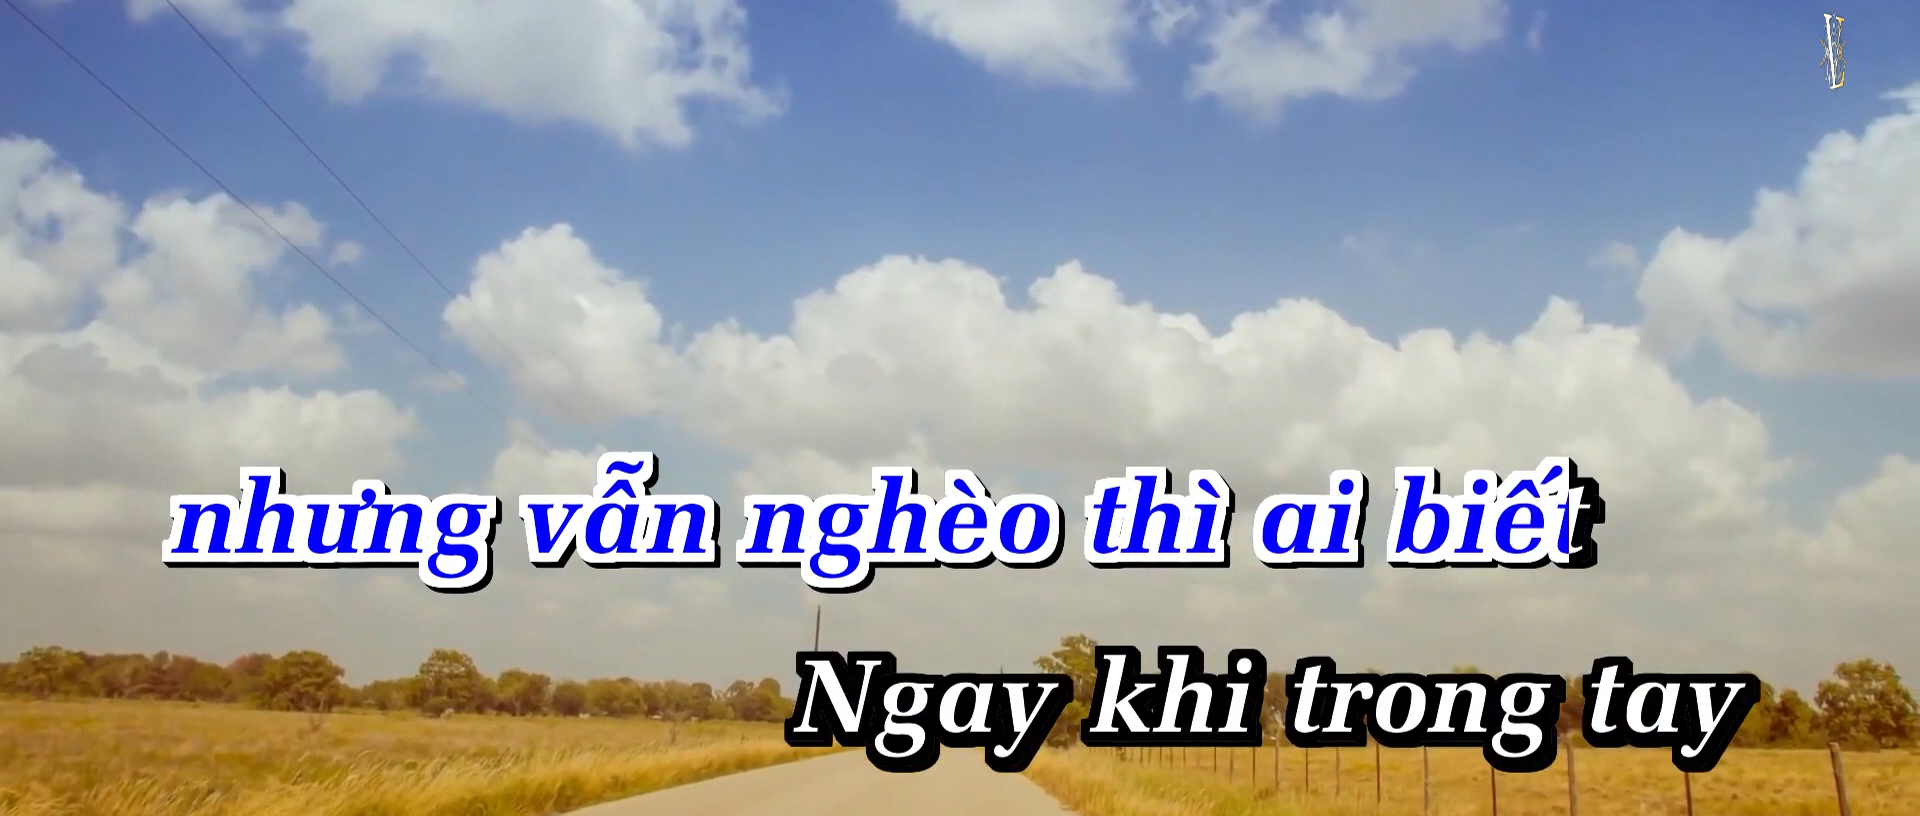 nhưng vẫn nghèo thì ai biết
Ngay khi trong tay